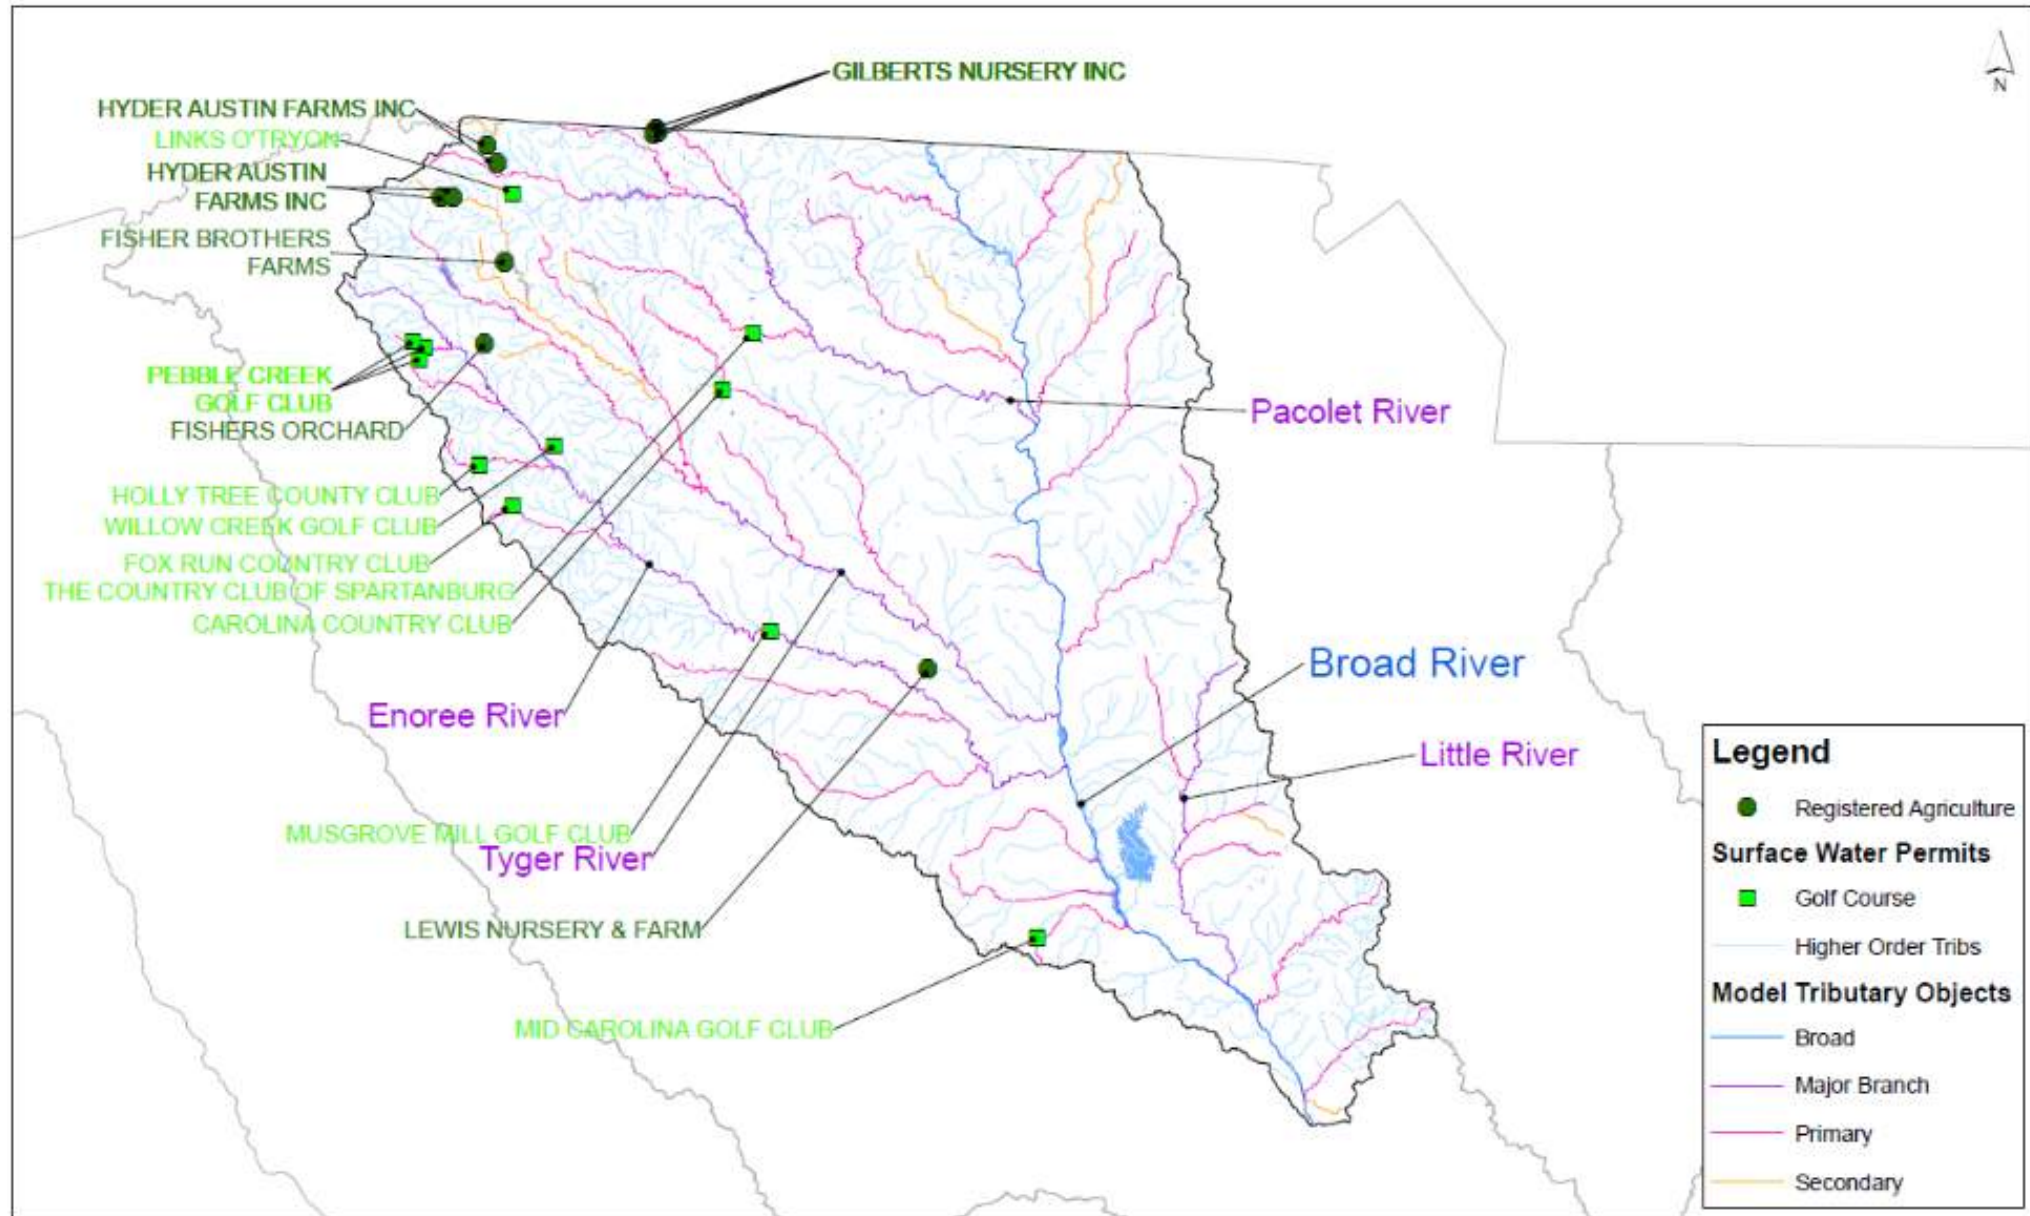 GILBERTS NURSERY INC
HYDER AUSTIN FARMS INC
LINKS O'TRYON
HYDER AUSTIN
FARMS INC
FISHER BROTHERS
FARMS
PEBBLE CREEK
GOLF CLUB
FISHERS ORCHARD
HOLLY TREE COUNTY CLUB
WILLOW CREEK GOLF CLUB
FOX RUN COUNTRY CLUB
THE COUNTRY CLUB OF SPARTANBURG
CAROLINA COUNTRY CLUB
Enoree River
MUSGROVE MILL GOLF CLUB
Tyger River
LEWIS NURSERY & FARM
MID CAROLINA GOLF CLUB
Pacolet River
Broad River
Little River
N
Legend
Registered Agriculture
Surface Water Permits
Golf Course
Higher Order Tribs
Model Tributary Objects
Broad
Major Branch
Primary
Secondary